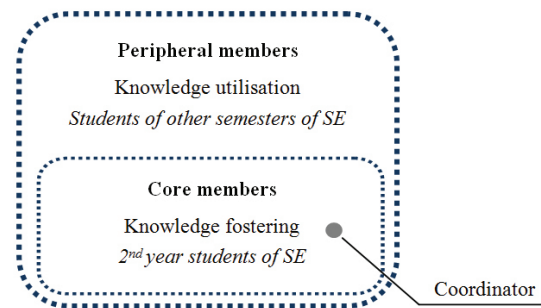 Peripheral members
Knowledge utilisation
Students of other semesters of SE
Core members
Knowledge fostering
2nd year students of SE
Coordinator